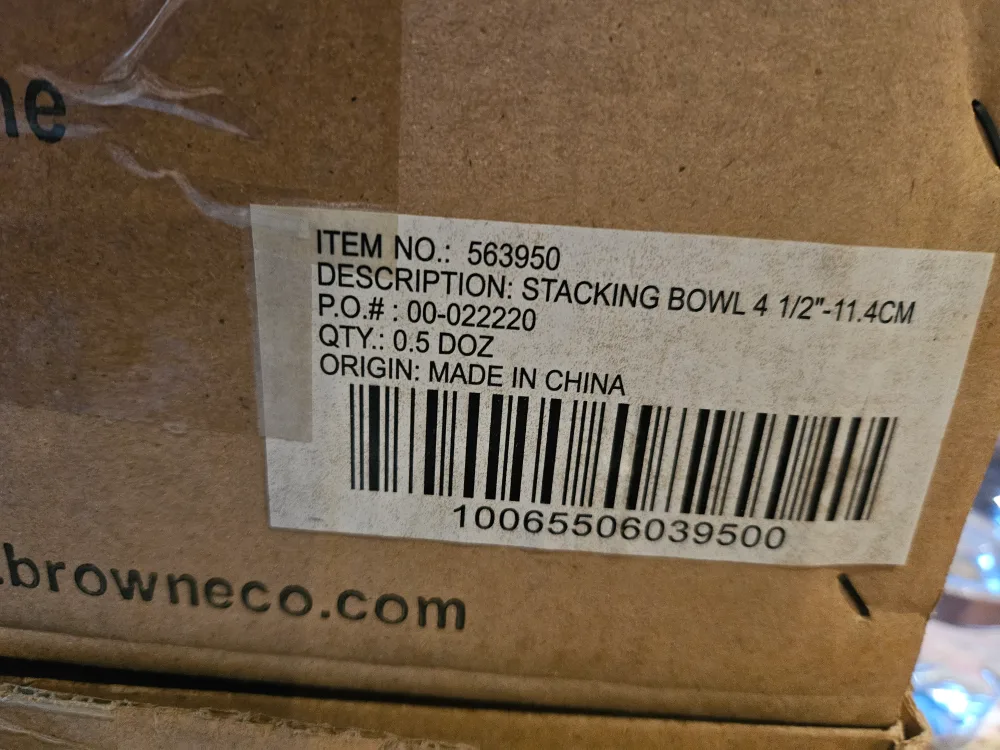 ne
ITEM NO.: 563950
DESCRIPTION: STACKING BOWL 4 1/2"-11.4CM
P.O.# : 00-022220
QTY.: 0.5 DOZ
ORIGIN: MADE IN CHINA
10065506039500
.browneco.com